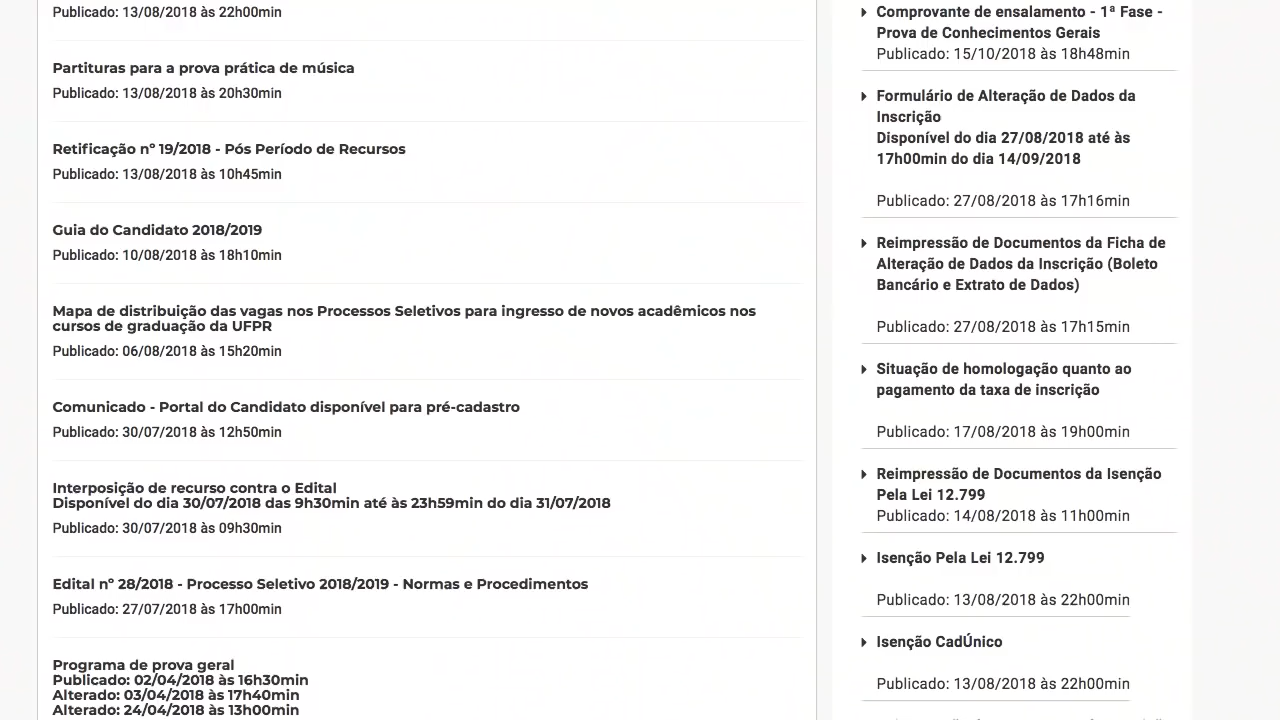 Publicado: 13/08/2018 às 22h00min
Partituras para a prova prática de música
Publicado: 13/08/2018 às 20h30min
Retificação nº 19/2018 - Pós Período de Recursos
Publicado: 13/08/2018 às 10h45min
Guia do Candidato 2018/2019
Publicado: 10/08/2018 às 18h10min
Mapa de distribuição das vagas nos Processos Seletivos para ingresso de novos acadêmicos nos
cursos de graduação da UFPR
Publicado: 06/08/2018 às 15h20min
Comunicado - Portal do Candidato disponível para pré-cadastro
Publicado: 30/07/2018 às 12h50min
Interposição de recurso contra o Edital
Disponível do dia 30/07/2018 das 9h30min até às 23h59min do dia 31/07/2018
Publicado: 30/07/2018 às 09h30min
Edital nº 28/2018 - Processo Seletivo 2018/2019 - Normas e Procedimentos
Publicado: 27/07/2018 às 17h00min
Programa de prova geral
Publicado: 02/04/2018 às 16h30min
Alterado: 03/04/2018 às 17h40min
Alterado: 24/04/2018 às 13h00min
Comprovante de ensalamento - 1ª Fase -
Prova de Conhecimentos Gerais
Publicado: 15/10/2018 às 18h48min
Formulário de Alteração de Dados da
Inscrição
Disponível do dia 27/08/2018 até às
17h00min do dia 14/09/2018
Publicado: 27/08/2018 às 17h16min
Reimpressão de Documentos da Ficha de
Alteração de Dados da Inscrição (Boleto
Bancário e Extrato de Dados)
Publicado: 27/08/2018 às 17h15min
Situação de homologação quanto ao
pagamento da taxa de inscrição
Publicado: 17/08/2018 às 19h00min
Reimpressão de Documentos da Isenção
Pela Lei 12.799
Publicado: 14/08/2018 às 11h00min
Isenção Pela Lei 12.799
Publicado: 13/08/2018 às 22h00min
Isenção CadÚnico
Publicado: 13/08/2018 às 22h00min